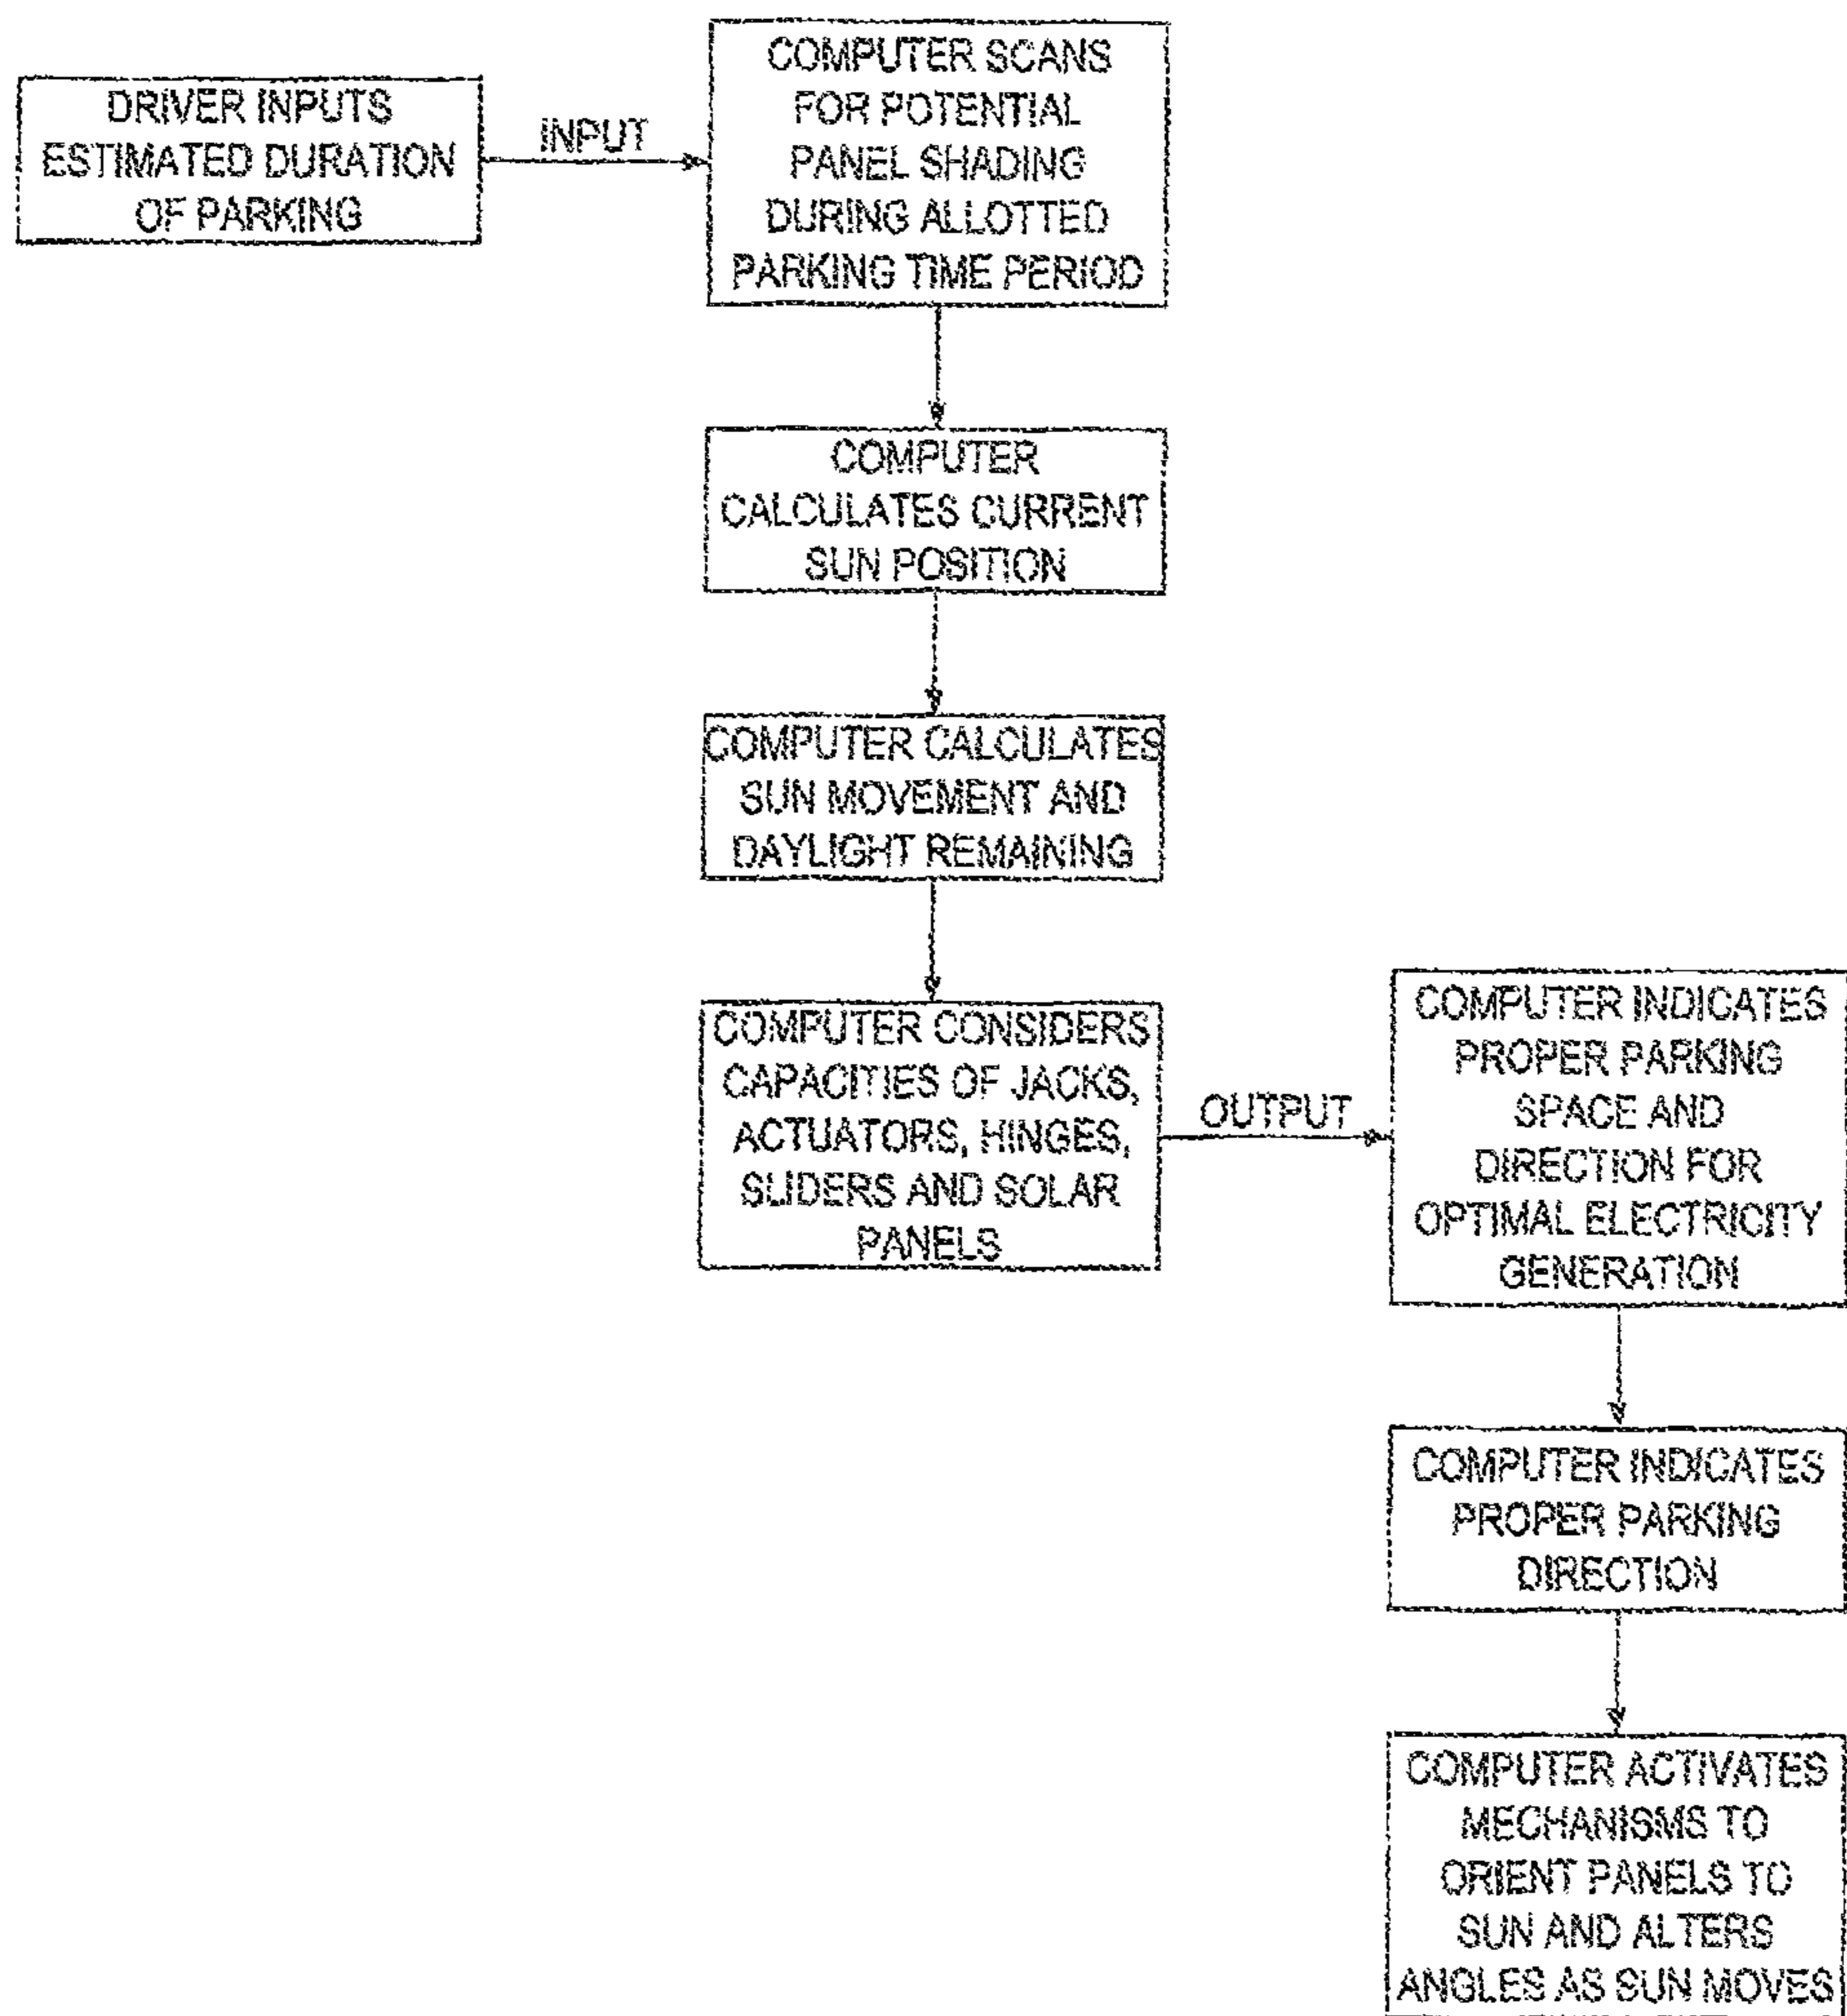 DRIVER INPUTS
ESTIMATED DURATION
OF PARKING
INPUT
COMPUTER SCANS
FOR POTENTIAL
PANEL SHADING
DURING ALLOTTED
PARKING TIME PERIOD
COMPUTER
CALCULATES CURRENT
SUN POSITION
COMPUTER CALCULATES
SUN MOVEMENT AND
DAYLIGHT REMAINING
COMPUTER CONSIDERS
CAPACITIES OF JACKS,
ACTUATORS, HINGES,
SLIDERS AND SOLAR
PANELS
OUTPUT
COMPUTER INDICATES
PROPER PARKING
SPACE AND
DIRECTION FOR
OPTIMAL ELECTRICITY
GENERATION
COMPUTER INDICATES
PROPER PARKING
DIRECTION
COMPUTER ACTIVATES
MECHANISMS TO
ORIENT PANELS TO
SUN AND ALTERS
ANGLES AS SUN MOVES